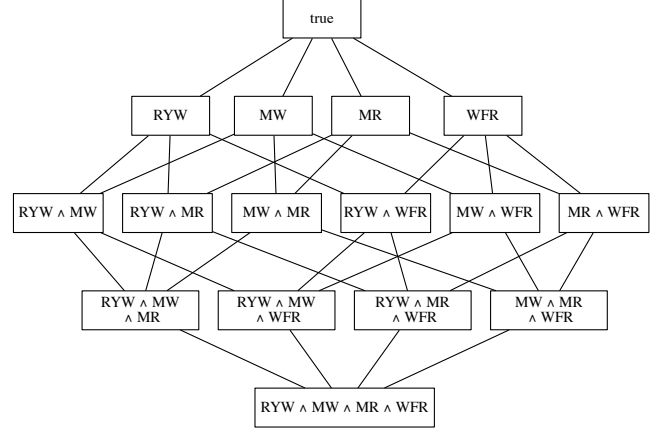 true
RYW
MW
MR
WFR
RYW ∧ MW
RYW ∧ MR
MW ∧ MR
RYW ∧ WFR
MW ∧ WFR
MR ∧ WFR
RYW ∧ MW
∧ MR
RYW ∧ MW
∧ WFR
RYW ∧ MR
∧ WFR
MW ∧ MR
∧ WFR
RYW ∧ MW ∧ MR ∧ WFR